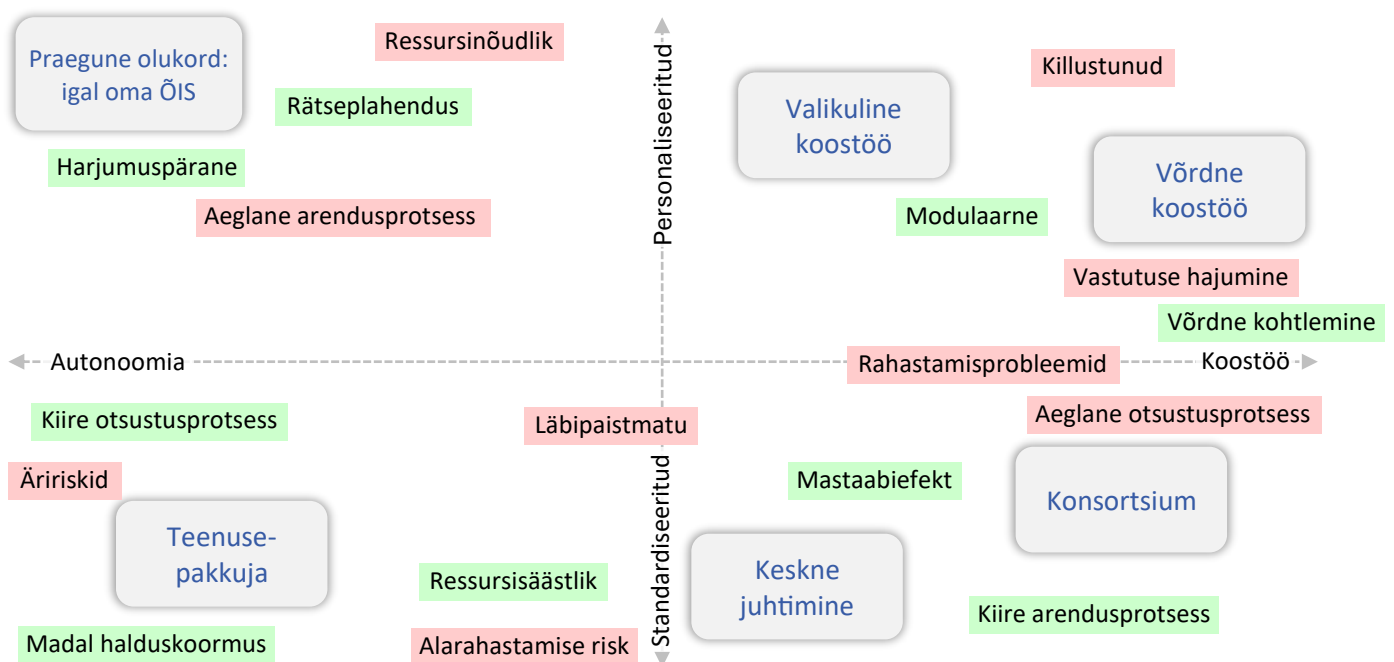 Praegune olukord:
igal oma ÕIS
Ressursinõudlik
Rätseplahendus
Harjumuspärane
Aeglane arendusprotsess
Personaliseeritud
Killustunud
Valikuline
koostöö
Võrdne
koostöö
Modulaarne
Vastutuse hajumine
Võrdne kohtlemine
Autonoomia
Rahastamisprobleemid
Koostöö
Kiire otsustusprotsess
Läbipaistmatu
Aeglane otsustusprotsess
Äririskid
Mastaabiefekt
Konsortsium
Teenuse-
pakkuja
Standardiseeritud
Ressursisäästlik
Keskne
juhtimine
Kiire arendusprotsess
Madal halduskoormus
Alarahastamise risk